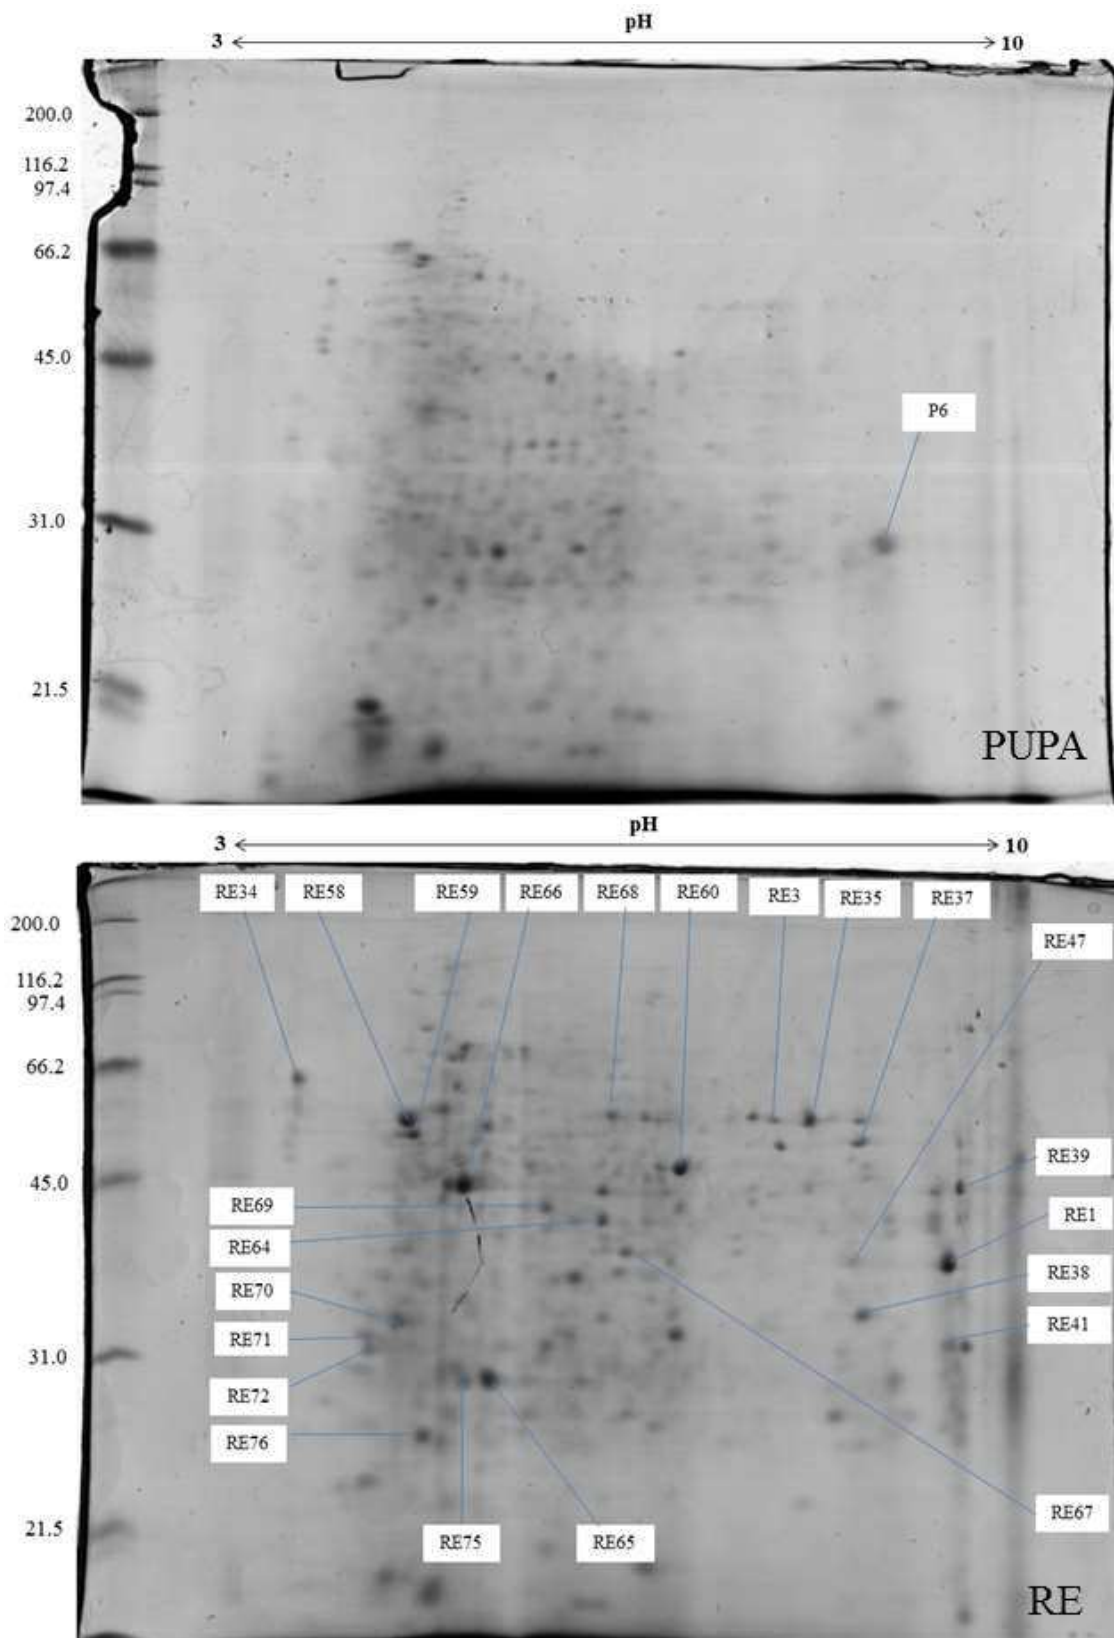 pH
3 10
200.0
116.2
97.4
66.2
45.0
P6
31.0
21.5
PUPA
pH
3 10
RE34 RE58 RE59 RE66 RE68 RE60 RE3 RE35 RE37
200.0
RE47
116.2
97.4
66.2
RE39
45.0
RE69
RE1
RE64
RE38
RE70
RE41
RE71
31.0
RE72
RE76
RE67
21.5
RE75 RE65
RE